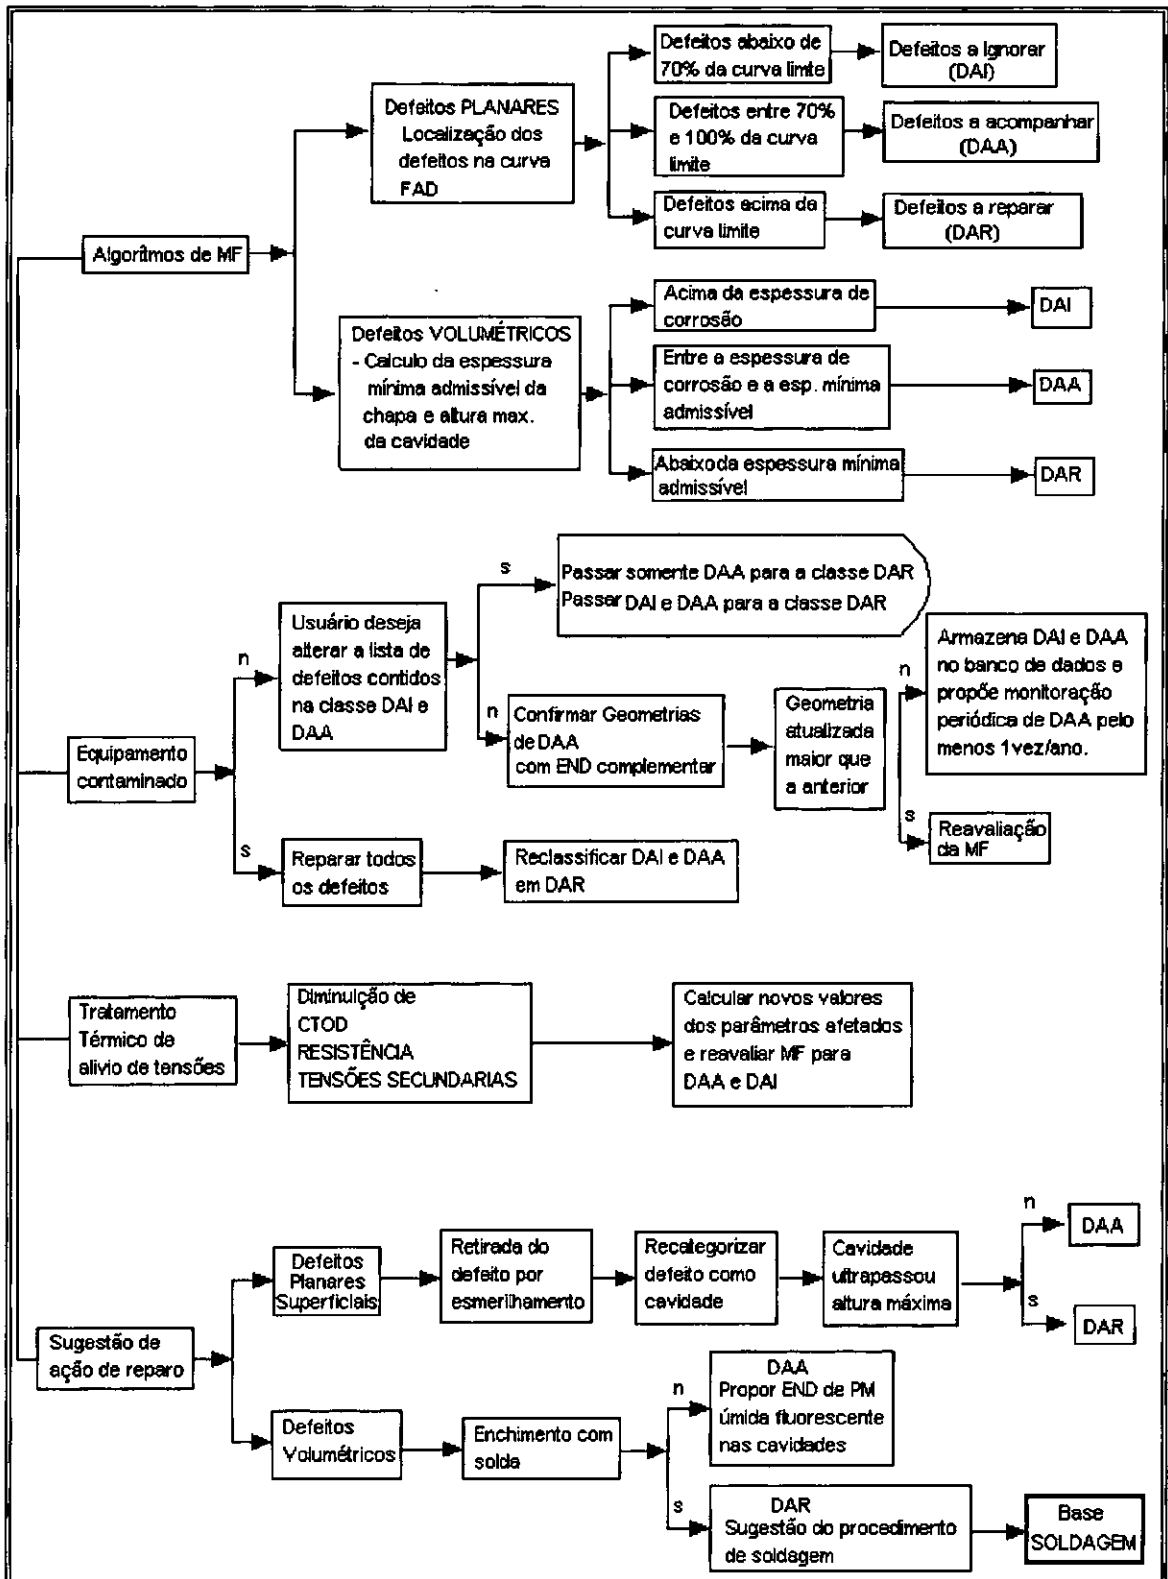 Defeitos abaixo de
70% da curva limite
Defeitos a Ignorar
(DAI)
Defeitos PLANARES
Localização dos
defeitos na curva
FAD
Defeitos entre 70%
e 100% da curva
limite
Defeitos a acompanhar
(DAA)
Defeitos acima da
curva limite
Defeitos a reparar
(DAR)
Algoritmos de MF
Defeitos VOLUMÉTRICOS
- Calculo da espessura
mínima admissível da
chapa e altura max.
da cavidade
Acima da espessura de
corrosão
DAI
Entre a espessura de
corrosão e a esp. mínima
admissível
DAA
Abaixo da espessura mínima
admissível
DAR
s
Passar somente DAA para a classe DAR
Passar DAI e DAA para a classe DAR
n
Usuário deseja
alterar a lista de
defeitos contidos
na classe DAI e
DAA
n
Confirmar Geometrias
de DAA
com END complementar
Geometria
atualizada
maior que
a anterior
n
Armazena DAI e DAA
no banco de dados e
propõe monitoração
periódica de DAA pelo
menos 1vez/ano.
s
Reavaliação
da MF
Equipamento
contaminado
s
Reparar todos
os defeitos
Reclassificar DAI e DAA
em DAR
Tratamento
Térmico de
alivio de tensões
Diminuição de
CTOD
RESISTÊNCIA
TENSÕES SECUNDARIAS
Calcular novos valores
dos parâmetros afetados
e reavaliar MF para
DAA e DAI
Defeitos
Planares
Superficiais
Retirada do
defeito por
esmerilhamento
Recategorizar
defeito como
cavidade
Cavidade
ultrapassou
altura máxima
n
DAA
s
DAR
Sugestão de
ação de reparo
Defeitos
Volumétricos
Enchimento com
solda
n
DAA
Propor END de PM
úmida fluorescente
nas cavidades
s
DAR
Sugestão do procedimento
de soldagem
Base
SOLDAGEM